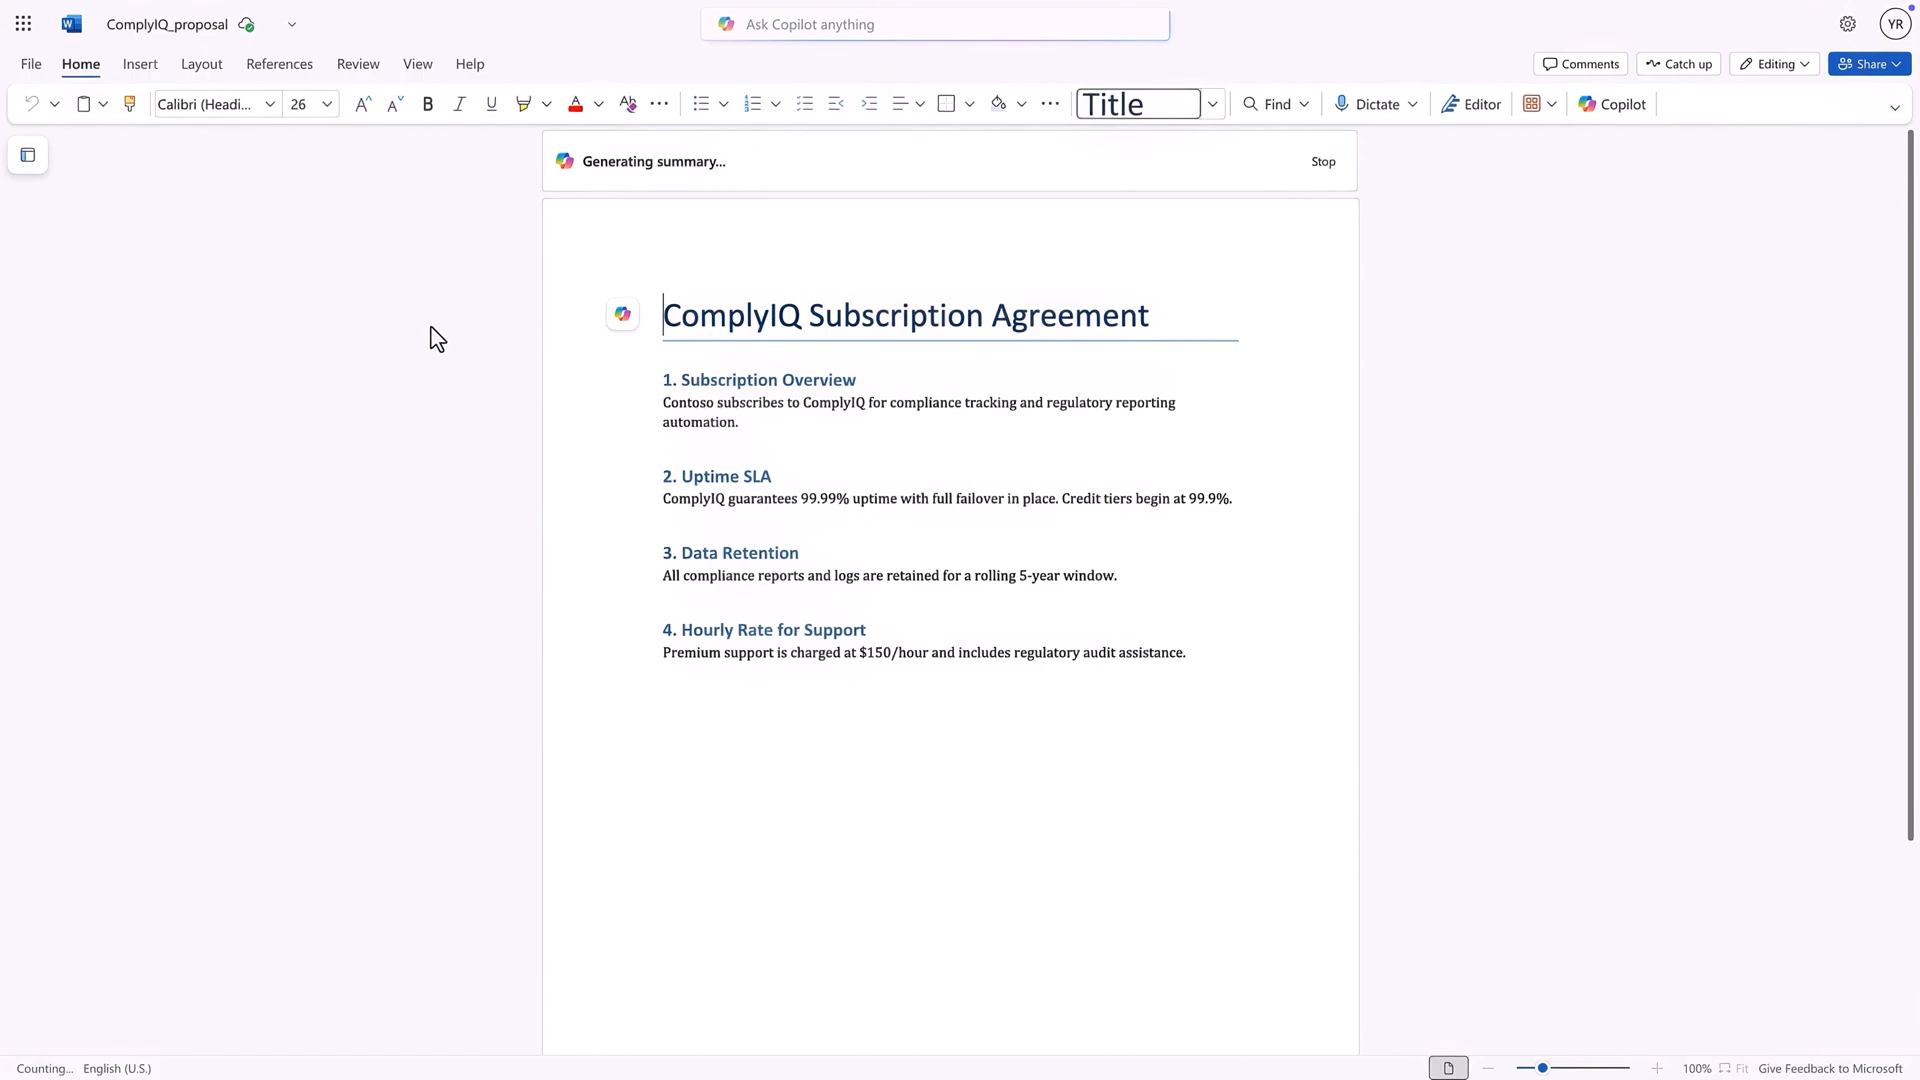 ComplyIQ_proposal
Ask Copilot anything
YR
File Home Insert Layout References Review View Help
Comments Catch up Editing Share
Calibri (Headi... 26 B I U Title Find Dictate Editor Copilot
Generating summary... Stop
ComplyIQ Subscription Agreement
1. Subscription Overview
Contoso subscribes to ComplyIQ for compliance tracking and regulatory reporting
automation.
2. Uptime SLA
ComplyIQ guarantees 99.99% uptime with full failover in place. Credit tiers begin at 99.9%.
3. Data Retention
All compliance reports and logs are retained for a rolling 5-year window.
4. Hourly Rate for Support
Premium support is charged at $150/hour and includes regulatory audit assistance.
Counting... English (U.S.) 100% Fit Give Feedback to Microsoft